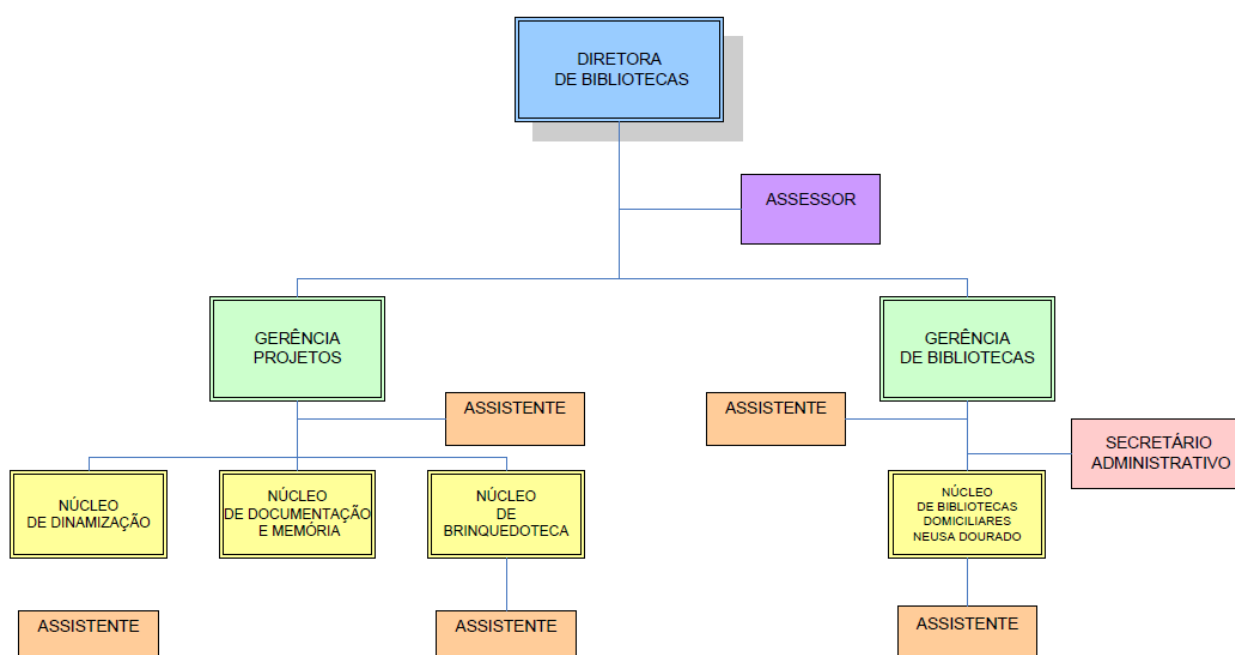 DIRETORA
DE BIBLIOTECAS
ASSESSOR
GERÊNCIA
PROJETOS
GERÊNCIA
DE BIBLIOTECAS
ASSISTENTE
ASSISTENTE
SECRETÁRIO
ADMINISTRATIVO
NÚCLEO
DE DINAMIZAÇÃO
NÚCLEO
DE DOCUMENTAÇÃO
E MEMÓRIA
NÚCLEO
DE
BRINQUEDOTECA
NÚCLEO
DE BIBLIOTECAS
DOMICILIARES
NEUSA DOURADO
ASSISTENTE
ASSISTENTE
ASSISTENTE